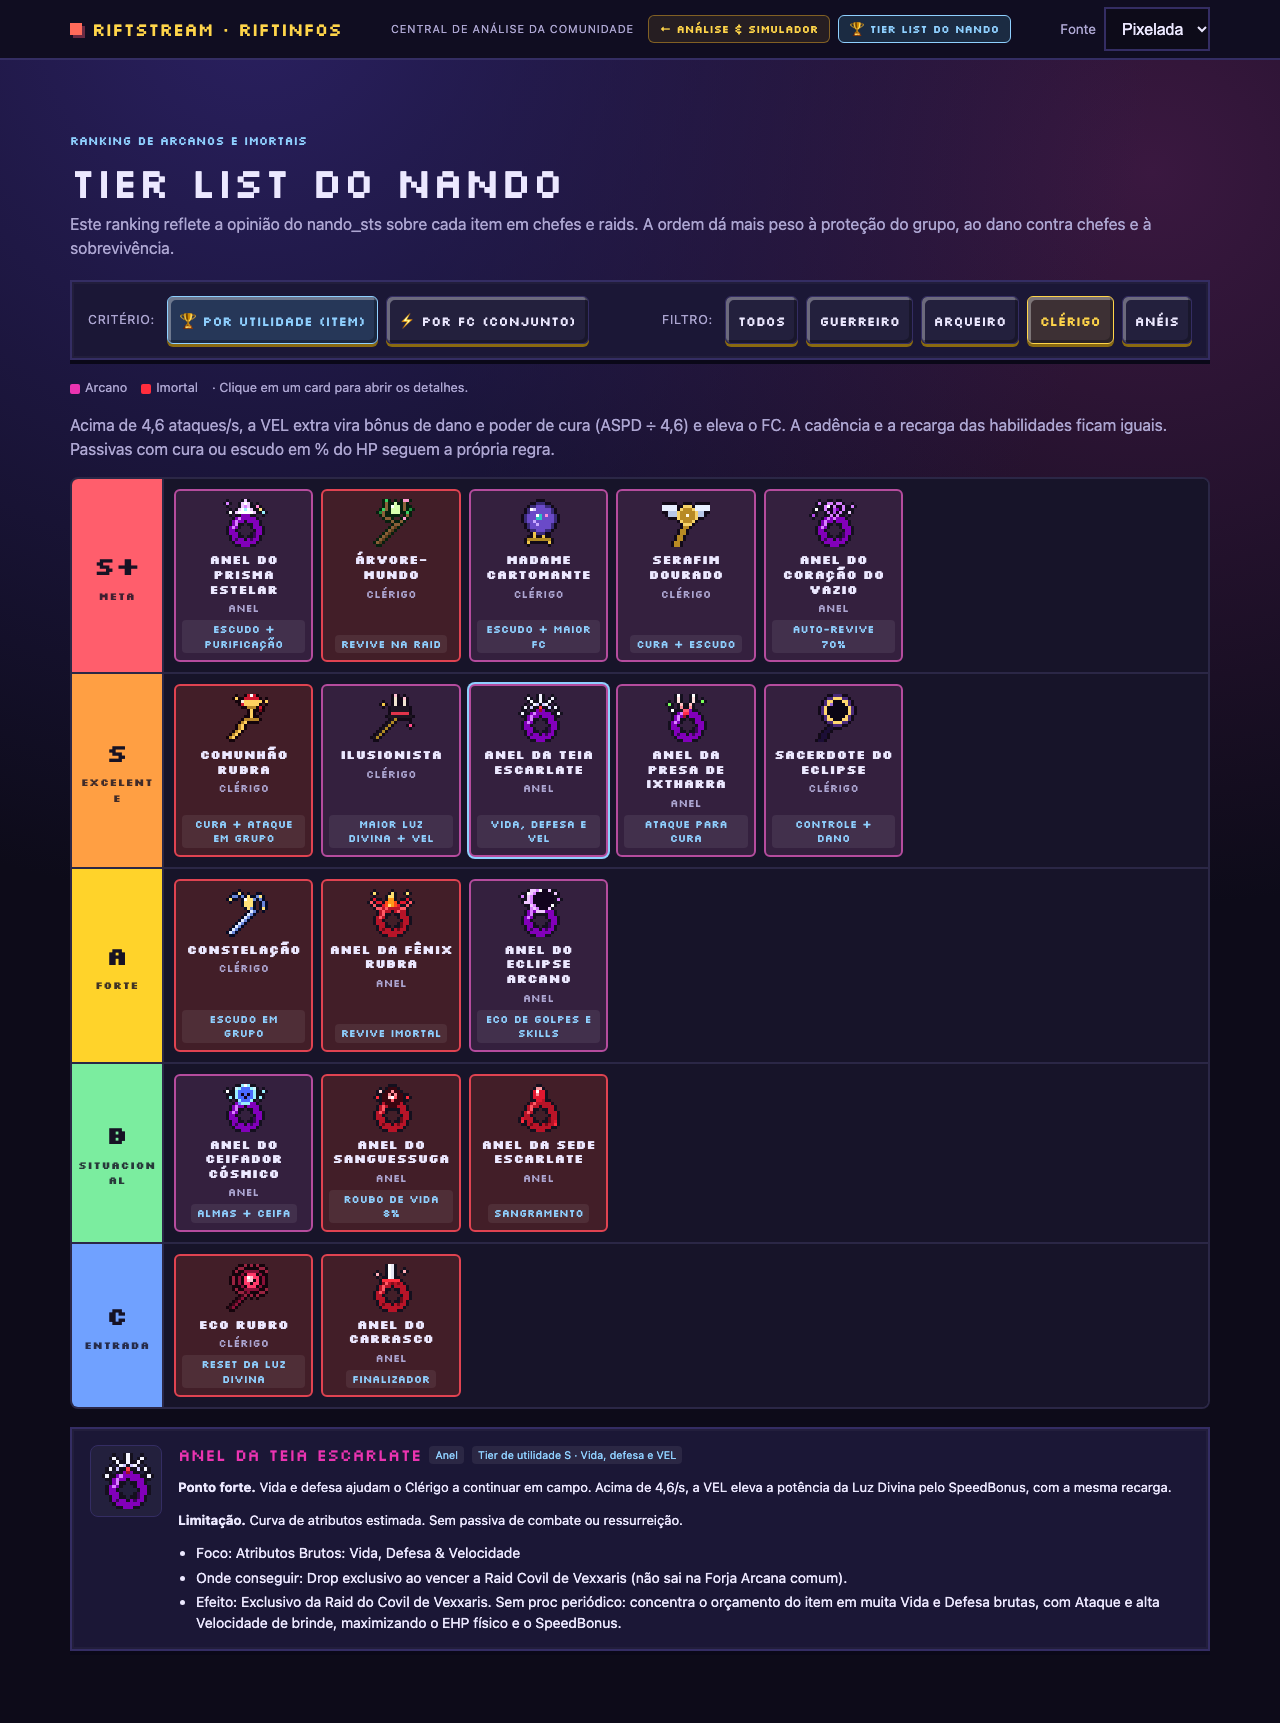 RIFTSTREAM · RIFTINFOS
CENTRAL DE ANÁLISE DA COMUNIDADE
← ANÁLISE & SIMULADOR
🏆 TIER LIST DO NANDO
Fonte
Pixelada
RANKING DE ARCANOS E IMORTAIS
TIER LIST DO NANDO
Este ranking reflete a opinião do nando_sts sobre cada item em chefes e raids. A ordem dá mais peso à proteção do grupo, ao dano contra chefes e à
sobrevivência.
CRITÉRIO:
🏆 POR UTILIDADE (ITEM)
⚡ POR FC (CONJUNTO)
FILTRO:
TODOS
GUERREIRO
ARQUEIRO
CLÉRIGO
ANÉIS
Arcano
Imortal
· Clique em um card para abrir os detalhes.
Acima de 4,6 ataques/s, a VEL extra vira bônus de dano e poder de cura (ASPD ÷ 4,6) e eleva o FC. A cadência e a recarga das habilidades ficam iguais.
Passivas com cura ou escudo em % do HP seguem a própria regra.
S+
META
ANEL DO
PRISMA
ESTELAR
ANEL
ESCUDO +
PURIFICAÇÃO
ÁRVORE-
MUNDO
CLÉRIGO
REVIVE NA RAID
MADAME
CARTOMANTE
CLÉRIGO
ESCUDO + MAIOR
FC
SERAFIM
DOURADO
CLÉRIGO
CURA + ESCUDO
ANEL DO
CORAÇÃO DO
VAZIO
ANEL
AUTO-REVIVE
70%
S
EXCELENT
E
COMUNHÃO
RUBRA
CLÉRIGO
CURA + ATAQUE
EM GRUPO
ILUSIONISTA
CLÉRIGO
MAIOR LUZ
DIVINA + VEL
ANEL DA TEIA
ESCARLATE
ANEL
VIDA, DEFESA E
VEL
ANEL DA
PRESA DE
IXTHARRA
ANEL
ATAQUE PARA
CURA
SACERDOTE DO
ECLIPSE
CLÉRIGO
CONTROLE +
DANO
A
FORTE
CONSTELAÇÃO
CLÉRIGO
ESCUDO EM
GRUPO
ANEL DA FÊNIX
RUBRA
ANEL
REVIVE IMORTAL
ANEL DO
ECLIPSE
ARCANO
ANEL
ECO DE GOLPES E
SKILLS
B
SITUACION
AL
ANEL DO
CEIFADOR
CÓSMICO
ANEL
ALMAS + CEIFA
ANEL DO
SANGUESSUGA
ANEL
ROUBO DE VIDA
8%
ANEL DA SEDE
ESCARLATE
ANEL
SANGRAMENTO
C
ENTRADA
ECO RUBRO
CLÉRIGO
RESET DA LUZ
DIVINA
ANEL DO
CARRASCO
ANEL
FINALIZADOR
ANEL DA TEIA ESCARLATE
Anel
Tier de utilidade S · Vida, defesa e VEL
Ponto forte. Vida e defesa ajudam o Clérigo a continuar em campo. Acima de 4,6/s, a VEL eleva a potência da Luz Divina pelo SpeedBonus, com a mesma recarga.
Limitação. Curva de atributos estimada. Sem passiva de combate ou ressurreição.
• Foco: Atributos Brutos: Vida, Defesa & Velocidade
• Onde conseguir: Drop exclusivo ao vencer a Raid Covil de Vexxaris (não sai na Forja Arcana comum).
• Efeito: Exclusivo da Raid do Covil de Vexxaris. Sem proc periódico: concentra o orçamento do item em muita Vida e Defesa brutas, com Ataque e alta
Velocidade de brinde, maximizando o EHP físico e o SpeedBonus.